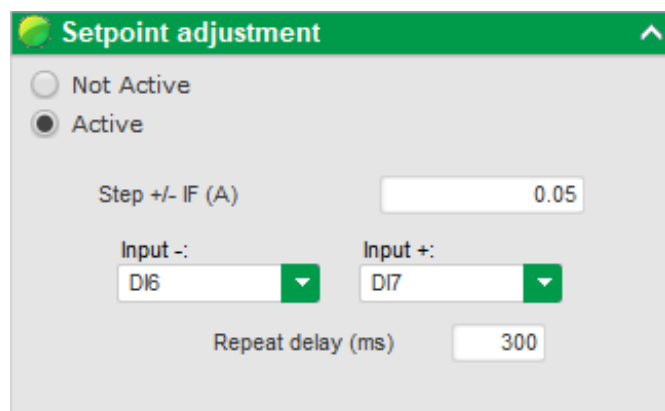 Setpoint adjustment
Not Active
Active
Step +/- IF (A) 0.05
Input -: Input +:
DI6 DI7
Repeat delay (ms) 300